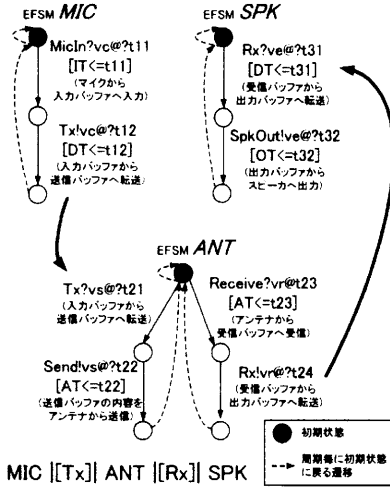 EFSM MIC
MicIn?vc@?t11
[IT<=t11]
(マイクから
入力バッファへ入力)
Tx!vc@?t12
[DT<=t12]
(入力バッファから
送信バッファへ転送)
EFSM SPK
Rx?ve@?t31
[DT<=t31]
(受信バッファから
出力バッファへ転送)
SpkOut!ve@?t32
[OT<=t32]
(出力バッファから
スピーカへ出力)
EFSM ANT
Tx?vs@?t21
(入力バッファから
送信バッファへ転送)
Send!vs@?t22
[AT<=t22]
(送信バッファの内容を
アンテナから送信)
Receive?vr@?t23
[AT<=t23]
(アンテナから
受信バッファへ受信)
Rx!vr@?t24
(受信バッファから
出力バッファへ転送)
初期状態
周期毎に初期状態
に戻る遷移
MIC |[Tx]| ANT |[Rx]| SPK